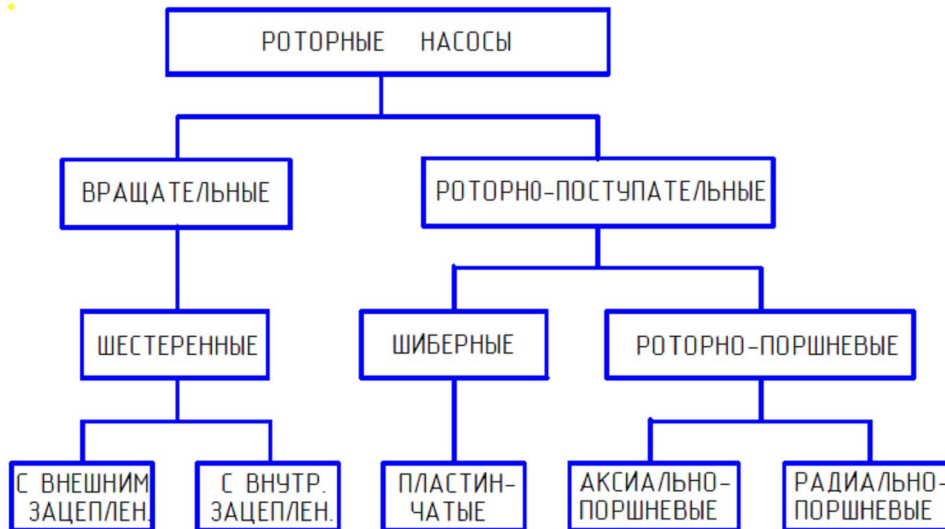 РОТОРНЫЕ НАСОСЫ
ВРАЩАТЕЛЬНЫЕ
РОТОРНО-ПОСТУПАТЕЛЬНЫЕ
ШЕСТЕРЕННЫЕ
ШИБЕРНЫЕ
РОТОРНО-ПОРШНЕВЫЕ
С ВНЕШНИМ
ЗАЦЕПЛЕН.
С ВНУТР.
ЗАЦЕПЛЕН.
ПЛАСТИН-
ЧАТЫЕ
АКСИАЛЬНО-
ПОРШНЕВЫЕ
РАДИАЛЬНО-
ПОРШНЕВЫЕ